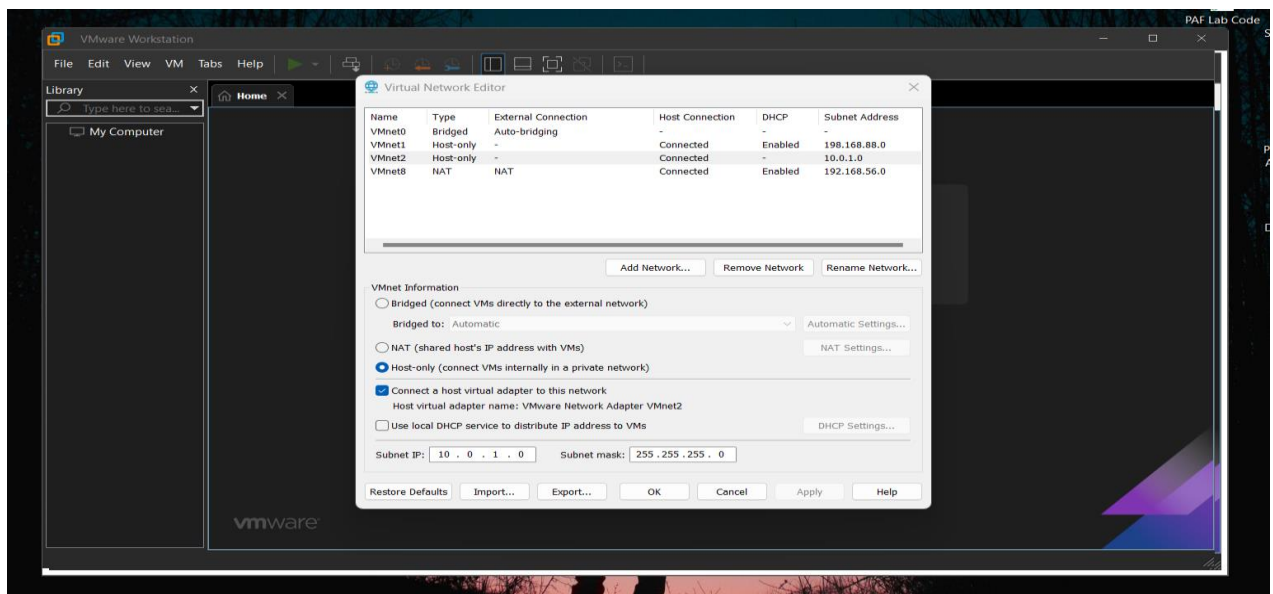 PAF Lab Code
S
VMware Workstation
File Edit View VM Tabs Help
Library
Type here to sea...
My Computer
Home
Virtual Network Editor
Name Type External Connection Host Connection DHCP Subnet Address
VMnet0 Bridged Auto-bridging - - -
VMnet1 Host-only - Connected Enabled 198.168.88.0
VMnet2 Host-only - Connected - 10.0.1.0
VMnet8 NAT NAT Connected Enabled 192.168.56.0
Add Network... Remove Network Rename Network...
VMnet Information
Bridged (connect VMs directly to the external network)
Bridged to: Automatic Automatic Settings...
NAT (shared host's IP address with VMs) NAT Settings...
Host-only (connect VMs internally in a private network)
Connect a host virtual adapter to this network
Host virtual adapter name: VMware Network Adapter VMnet2
Use local DHCP service to distribute IP address to VMs DHCP Settings...
Subnet IP: 10 . 0 . 1 . 0 Subnet mask: 255 . 255 . 255 . 0
Restore Defaults Import... Export... OK Cancel Apply Help
vmware